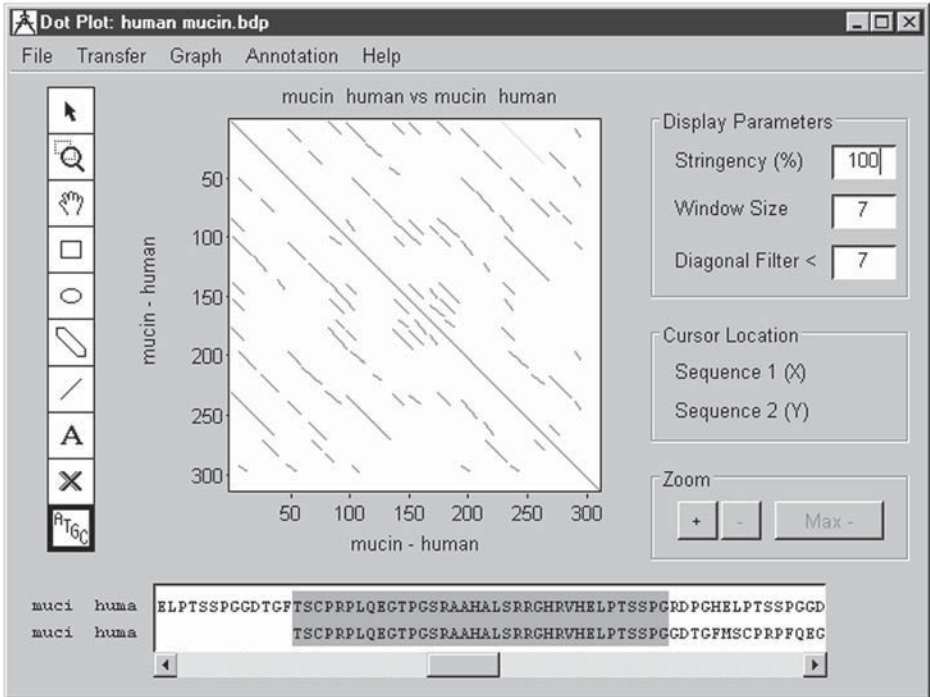 Dot Plot: human mucin.bdp
File Transfer Graph Annotation Help
mucin human vs mucin human
50
100
150
200
250
300
mucin - human
50 100 150 200 250 300
mucin - human
Display Parameters
Stringency (%) 100
Window Size 7
Diagonal Filter < 7
Cursor Location
Sequence 1 (X)
Sequence 2 (Y)
Zoom
+ - Max -
A
ATGC
muci huma ELPTSSPGGDTGFTSCPRPLQEGTPGSRAAHALSRRGHRVHELPTSSPGRDPGHELPTSSPGGD
muci huma TSCPRPLQEGTPGSRAAHALSRRGHRVHELPTSSPGGDTGFMSCPRPFQEG